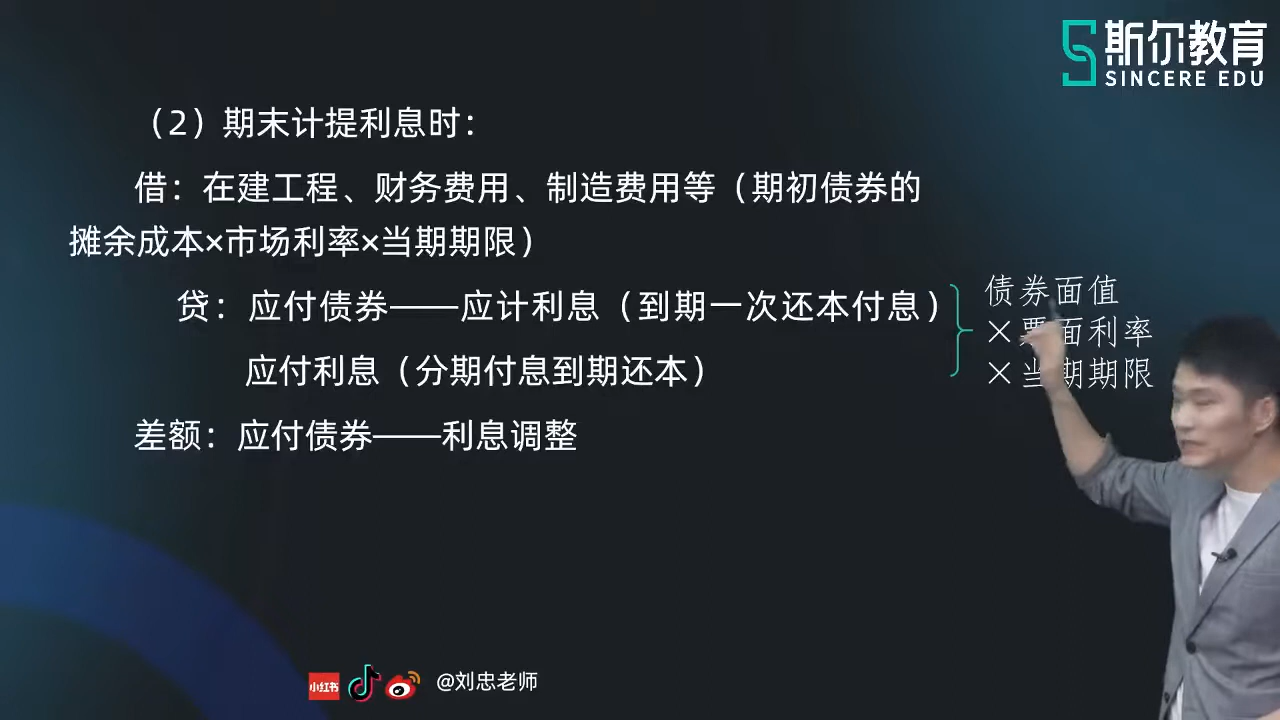 斯尔教育
SINCERE EDU
（2）期末计提利息时：
借：在建工程、财务费用、制造费用等（期初债券的
摊余成本×市场利率×当期期限）
贷：应付债券——应计利息（到期一次还本付息）
应付利息（分期付息到期还本）
债券面值
×票面利率
×当期期限
差额：应付债券——利息调整
小红书
@刘忠老师